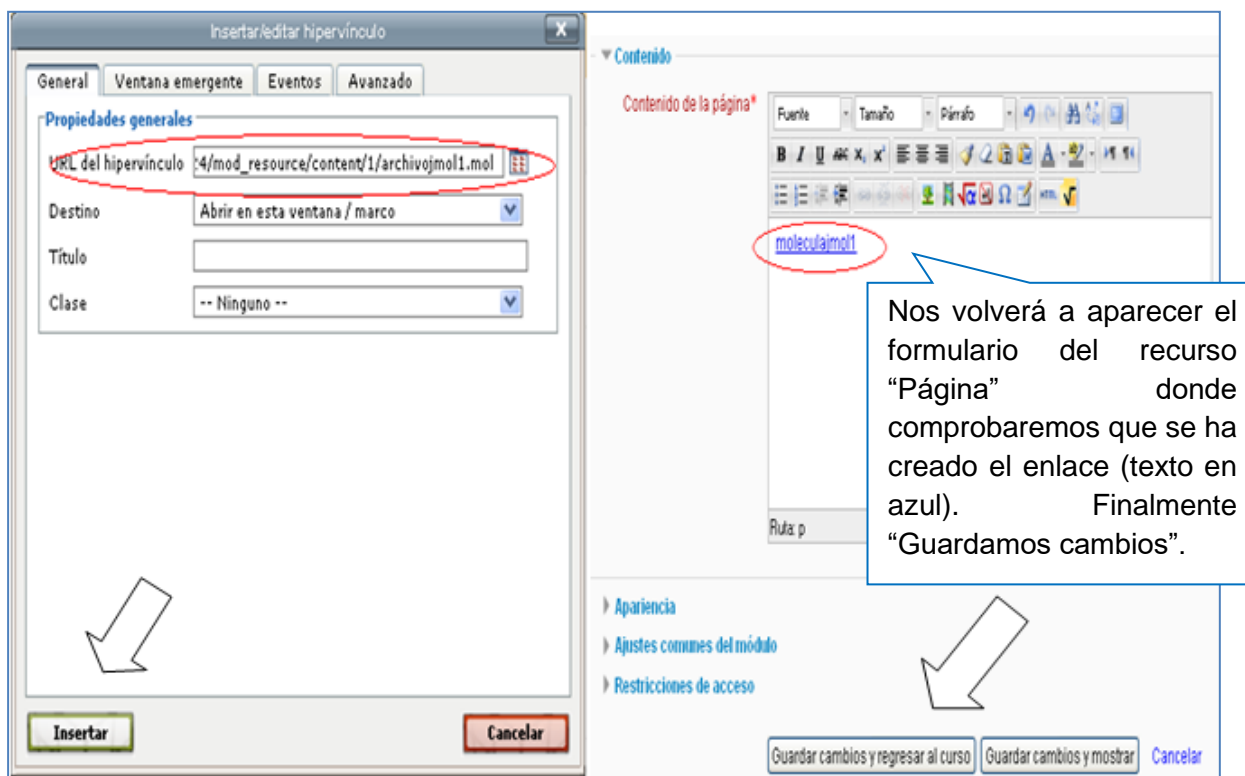 Insertar/editar hipervínculo
X
General Ventana emergente Eventos Avanzado
Propiedades generales
URL del hipervínculo :4/mod_resource/content/1/archivojmol1.mol
Destino Abrir en esta ventana / marco
Título
Clase -- Ninguno --
Insertar Cancelar
Contenido
Contenido de la página*
Fuente Tamaño Párrafo
B I U ABC X, X²
HTML
moleculajmol1
Ruta: p
Nos volverá a aparecer el
formulario del recurso
“Página” donde
comprobaremos que se ha
creado el enlace (texto en
azul). Finalmente
“Guardamos cambios”.
Apariencia
Ajustes comunes del módulo
Restricciones de acceso
Guardar cambios y regresar al curso Guardar cambios y mostrar Cancelar